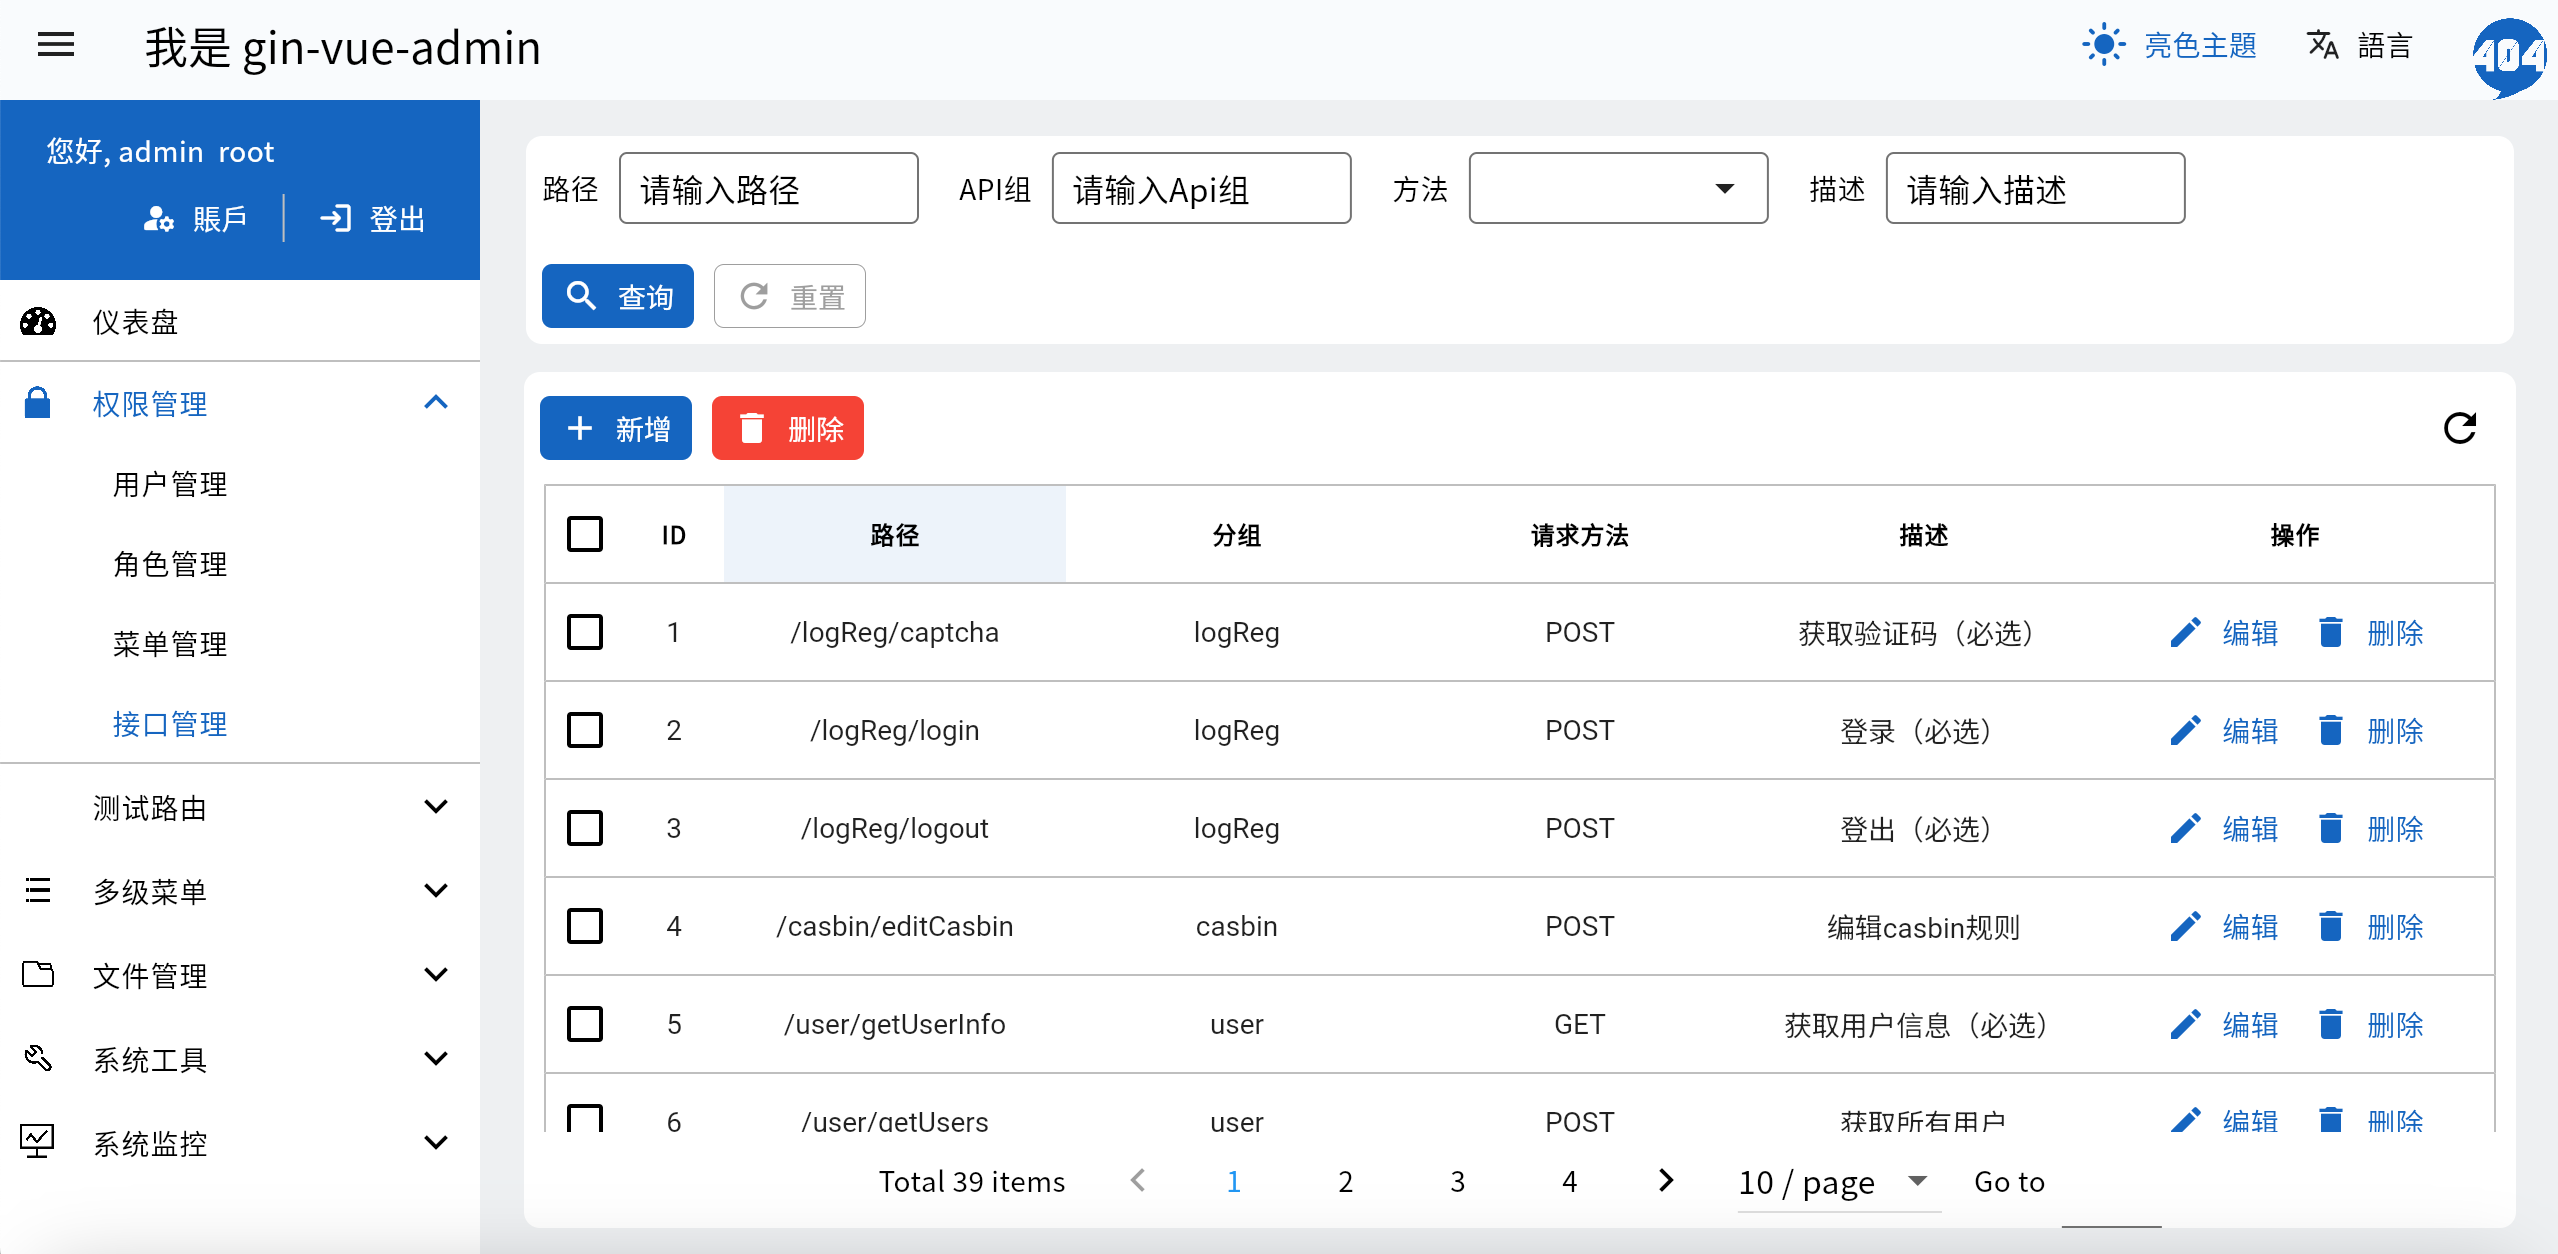 我是 gin-vue-admin
亮色主題
語言
404
您好, admin root
賬戶
登出
仪表盘
权限管理
用户管理
角色管理
菜单管理
接口管理
测试路由
多级菜单
文件管理
系统工具
系统监控
路径 请输入路径 API组 请输入Api组 方法 描述 请输入描述
查询 重置
新增 删除
ID 路径 分组 请求方法 描述 操作
1 /logReg/captcha logReg POST 获取验证码（必选） 编辑 删除
2 /logReg/login logReg POST 登录（必选） 编辑 删除
3 /logReg/logout logReg POST 登出（必选） 编辑 删除
4 /casbin/editCasbin casbin POST 编辑casbin规则 编辑 删除
5 /user/getUserInfo user GET 获取用户信息（必选） 编辑 删除
6 /user/getUsers user POST 获取所有用户 编辑 删除
Total 39 items 1 2 3 4 10 / page Go to